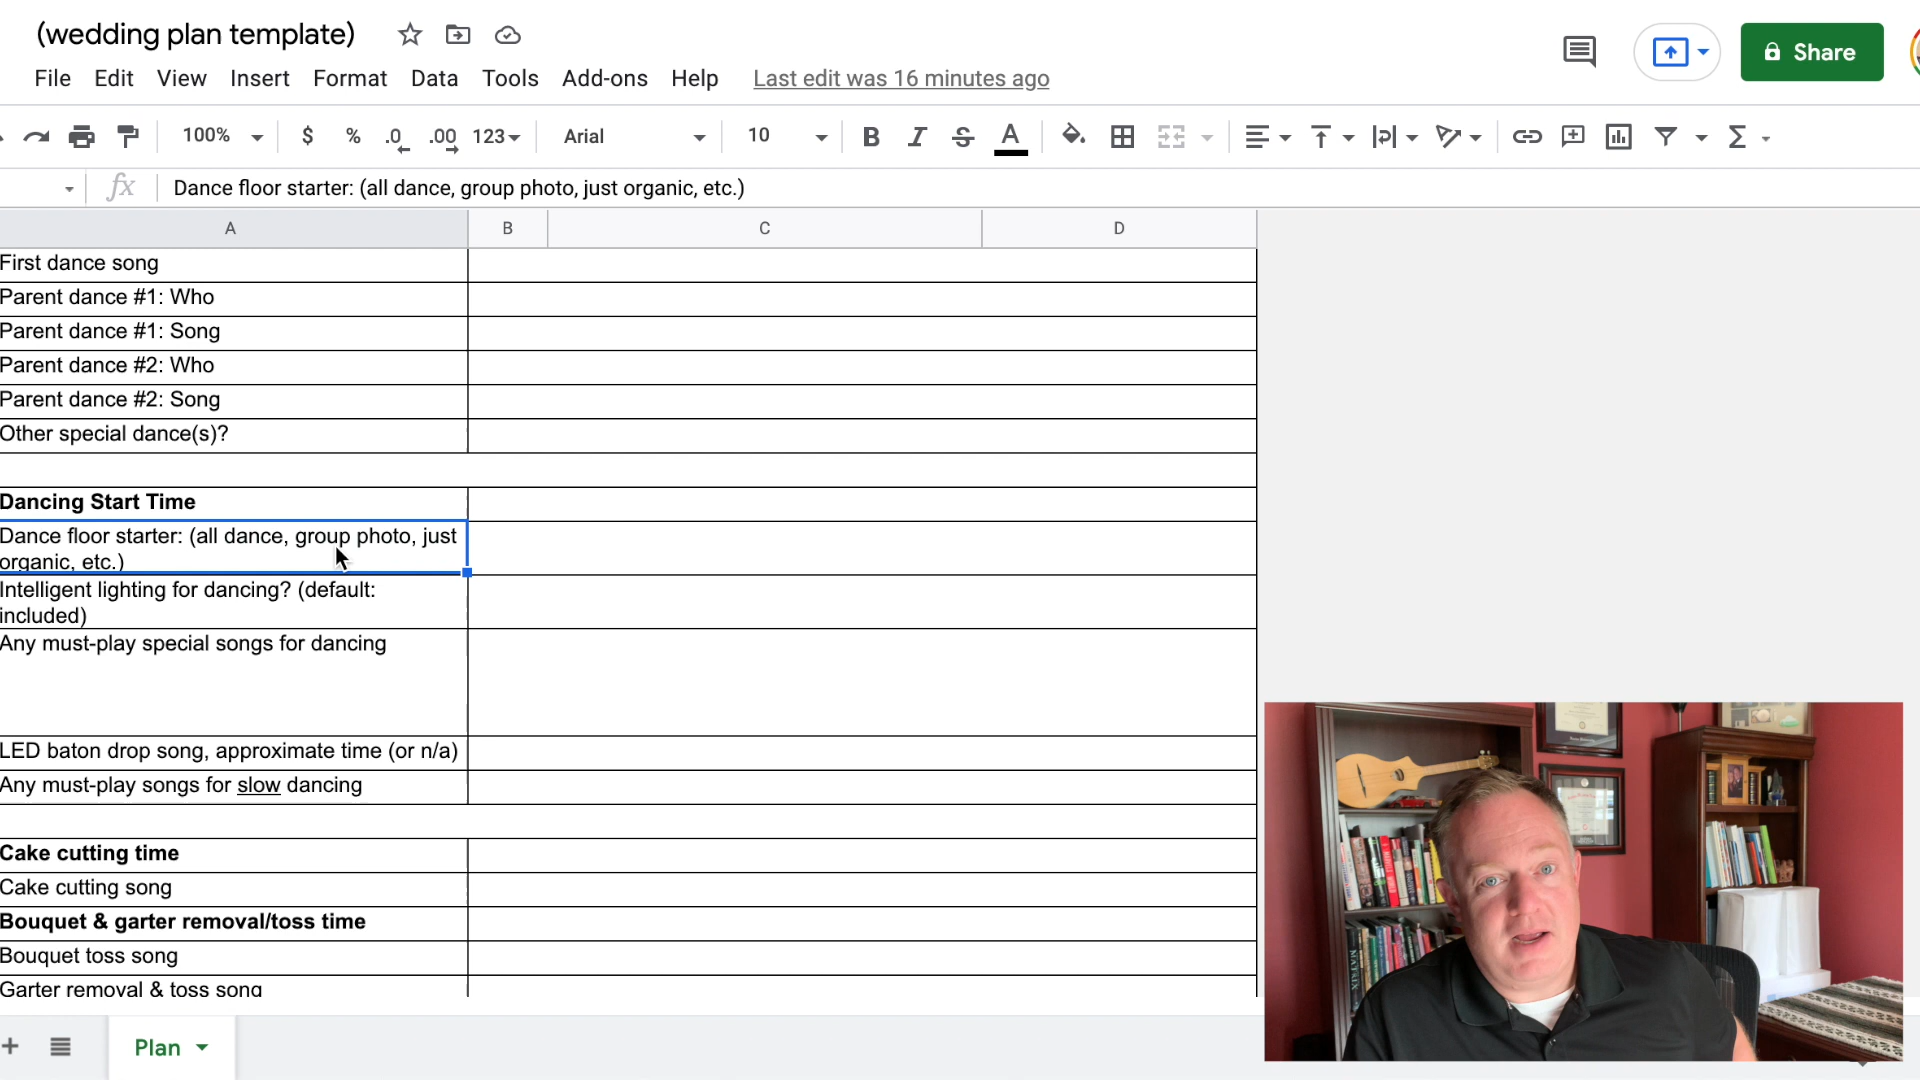 (wedding plan template)
File Edit View Insert Format Data Tools Add-ons Help Last edit was 16 minutes ago
Share
100% $ % .0 .00 123 Arial 10 B I S A Σ
fx Dance floor starter: (all dance, group photo, just organic, etc.)
A B C D
First dance song
Parent dance #1: Who
Parent dance #1: Song
Parent dance #2: Who
Parent dance #2: Song
Other special dance(s)?
Dancing Start Time
Dance floor starter: (all dance, group photo, just
organic, etc.)
Intelligent lighting for dancing? (default:
included)
Any must-play special songs for dancing
LED baton drop song, approximate time (or n/a)
Any must-play songs for slow dancing
Cake cutting time
Cake cutting song
Bouquet & garter removal/toss time
Bouquet toss song
Garter removal & toss song
Plan